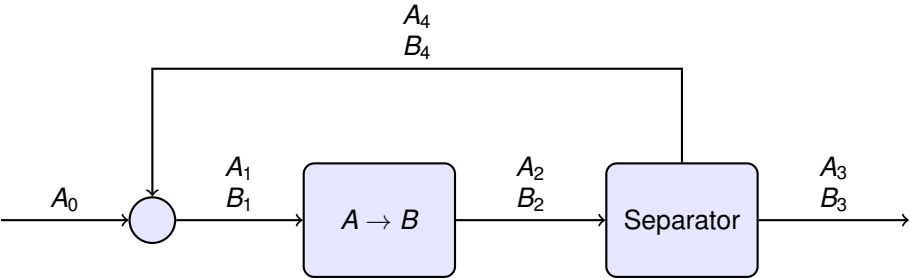 A₄
B₄
A₀
A₁
B₁
A → B
A₂
B₂
Separator
A₃
B₃